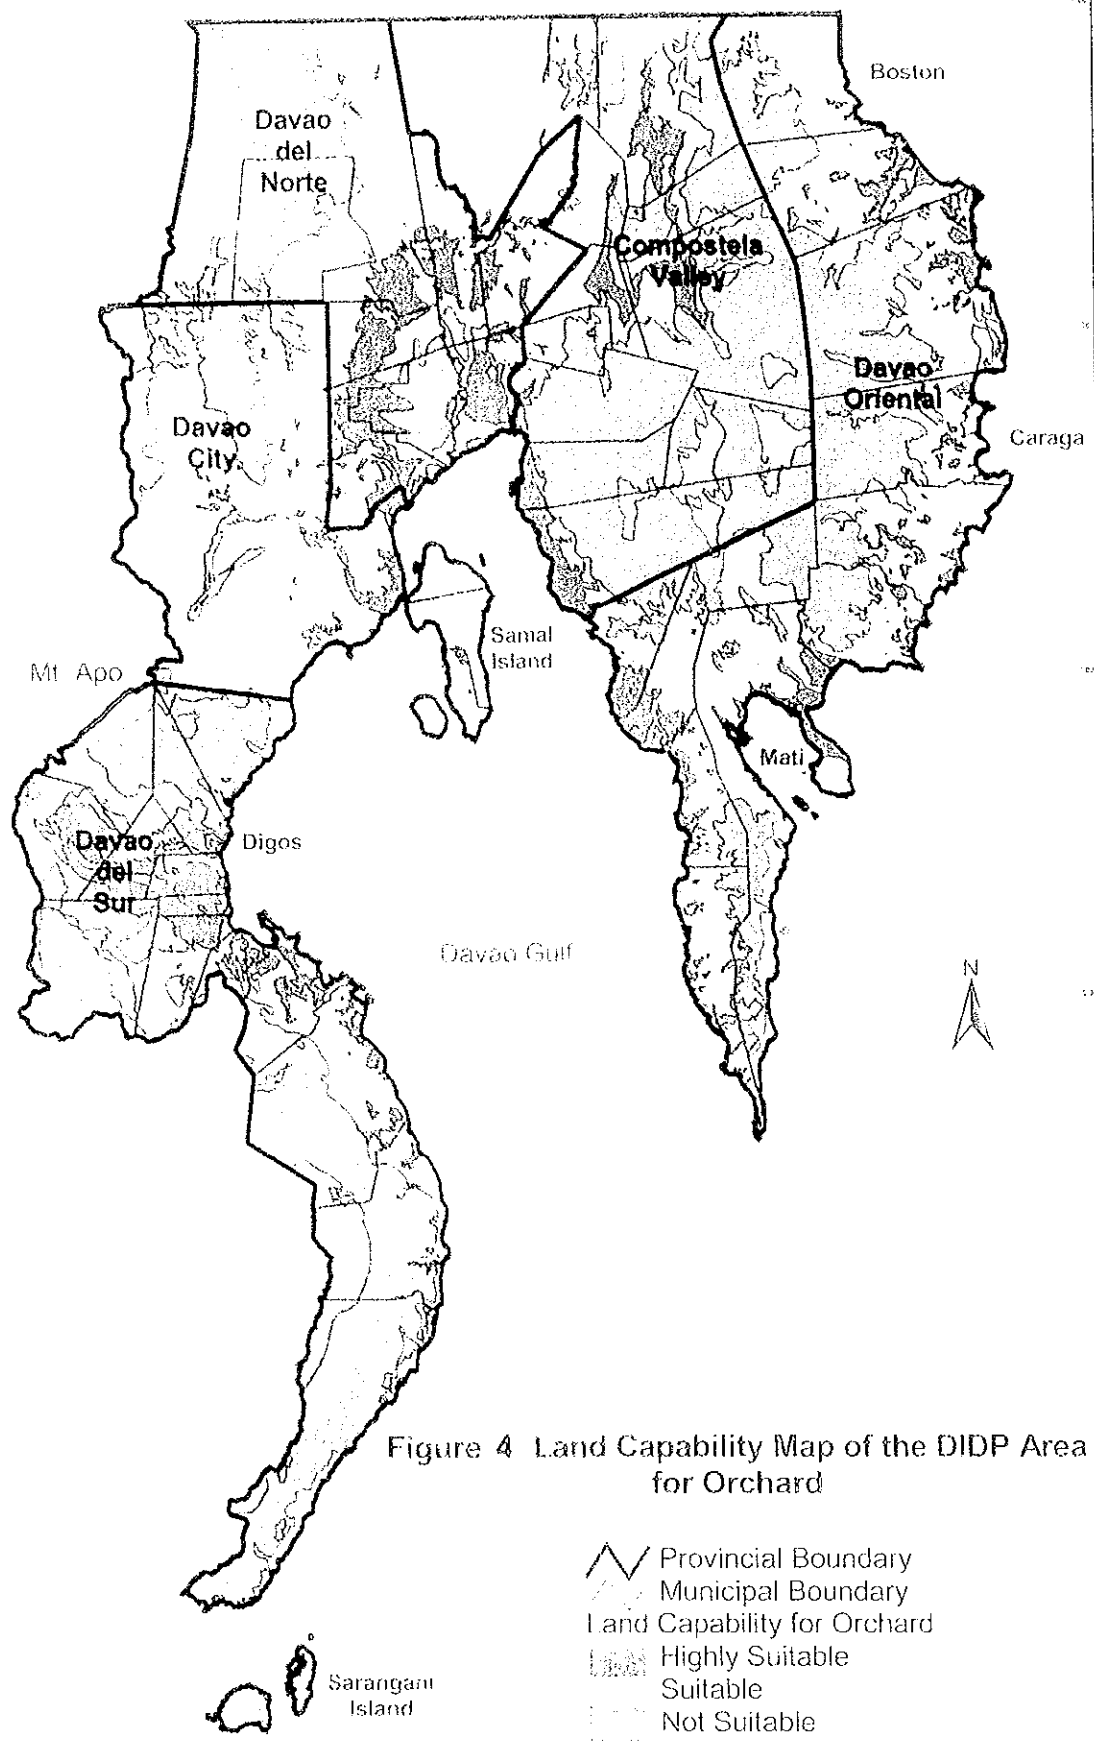 Boston
Davao
del
Norte
Compostela
Valley
Davao
Oriental
Davao
City
Caraga
Samal
Island
Mt. Apo
Mati
Davao
del
Sur
Digos
Davao Gulf
N
Figure 4 Land Capability Map of the DIDP Area
for Orchard
Provincial Boundary
Municipal Boundary
Land Capability for Orchard
Highly Suitable
Suitable
Not Suitable
Sarangani
Island